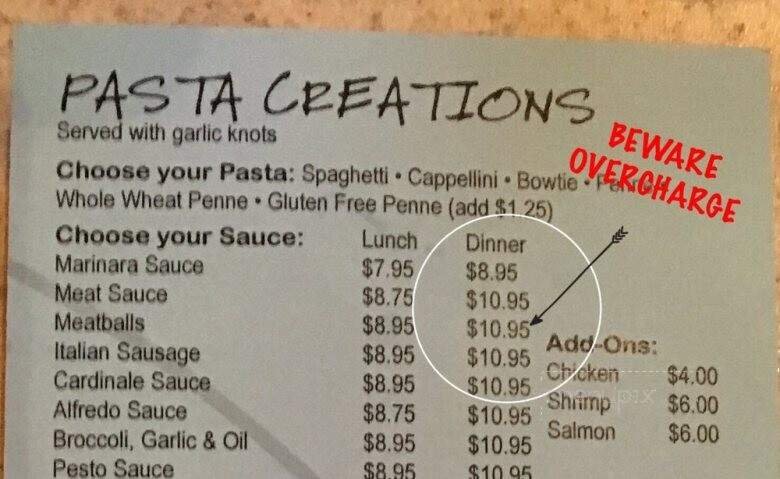 PASTA CREATIONS
Served with garlic knots
BEWARE
OVERCHARGE
Choose your Pasta: Spaghetti • Cappellini • Bowtie •
Whole Wheat Penne • Gluten Free Penne (add $1.25)
Choose your Sauce: Lunch Dinner
Marinara Sauce $7.95 $8.95
Meat Sauce $8.75 $10.95
Meatballs $8.95 $10.95
Italian Sausage $8.95 $10.95
Cardinale Sauce $8.95 $10.95
Alfredo Sauce $8.75 $10.95
Broccoli, Garlic & Oil $8.95 $10.95
Pesto Sauce $8.95 $10.95
Add-Ons:
Chicken $4.00
Shrimp $6.00
Salmon $6.00